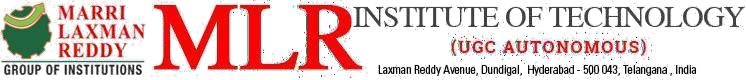 MARRI
LAXMAN
REDDY
GROUP OF INSTITUTIONS
MLR
INSTITUTE OF TECHNOLOGY
(UGC AUTONOMOUS)
Laxman Reddy Avenue, Dundigal, Hyderabad - 500 043, Telangana , India